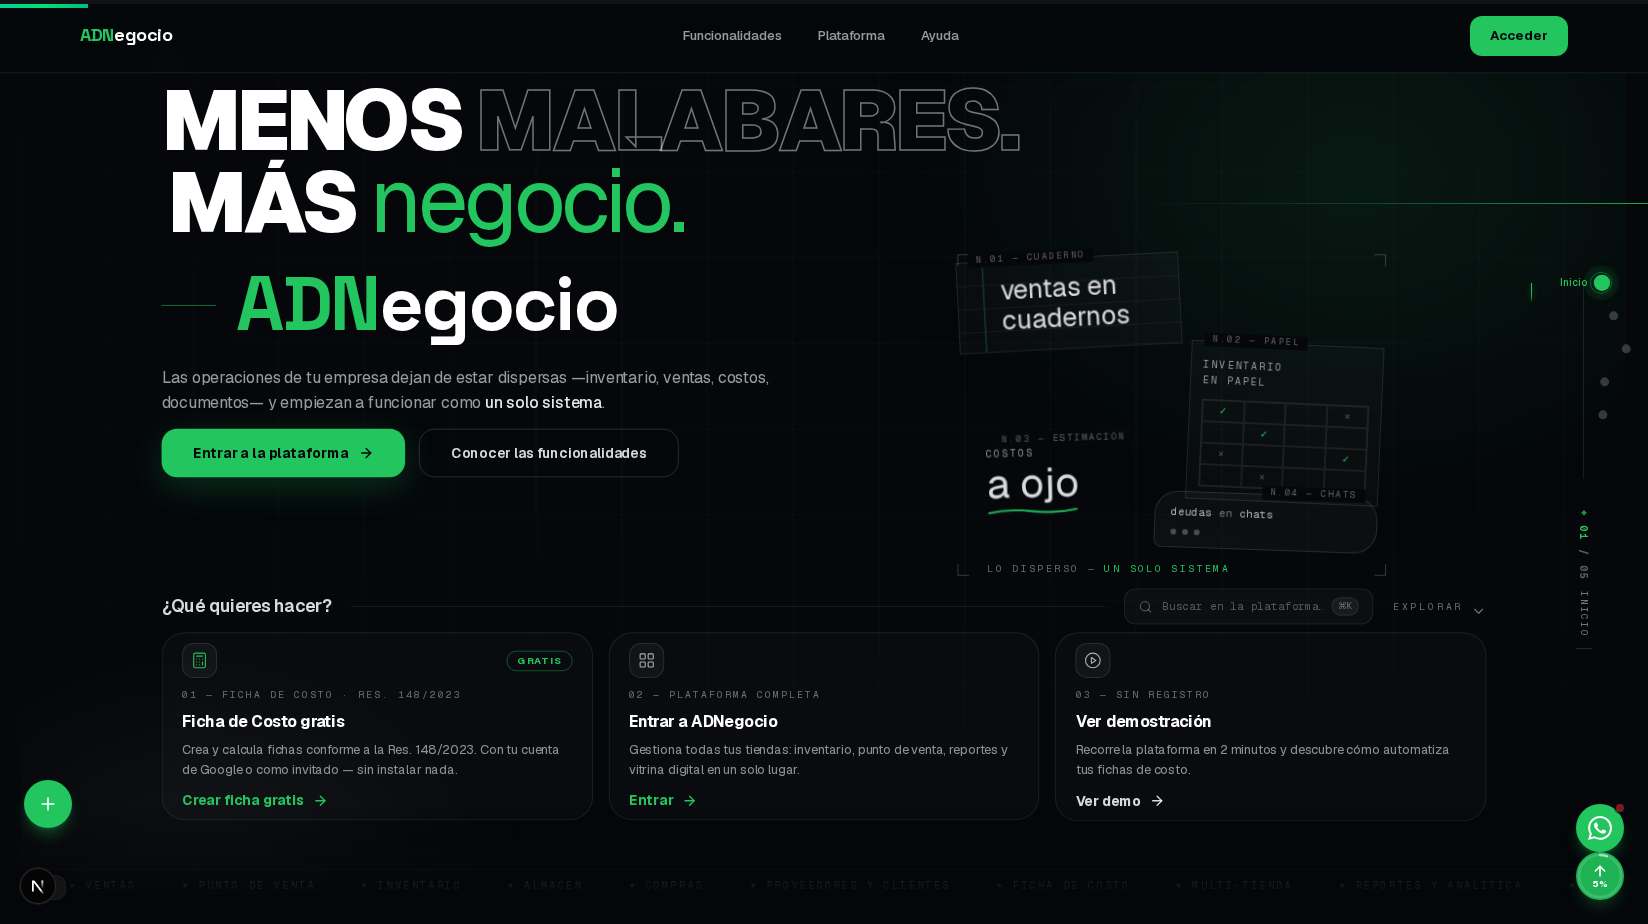 ADNegocio
Funcionalidades
Plataforma
Ayuda
Acceder
MENOS MALABARES.
MÁS negocio.
ADNegocio
Las operaciones de tu empresa dejan de estar dispersas —inventario, ventas, costos,
documentos— y empiezan a funcionar como un solo sistema.
Entrar a la plataforma
Conocer las funcionalidades
N.01 — CUADERNO
ventas en
cuadernos
N.02 — PAPEL
INVENTARIO
EN PAPEL
N.03 — ESTIMACIÓN
COSTOS
a ojo
N.04 — CHATS
deudas en chats
LO DISPERSO — UN SOLO SISTEMA
Inicio
01 / 05 INICIO
¿Qué quieres hacer?
Buscar en la plataforma…
⌘K
EXPLORAR
GRATIS
01 — FICHA DE COSTO · RES. 148/2023
Ficha de Costo gratis
Crea y calcula fichas conforme a la Res. 148/2023. Con tu cuenta
de Google o como invitado — sin instalar nada.
Crear ficha gratis
02 — PLATAFORMA COMPLETA
Entrar a ADNegocio
Gestiona todas tus tiendas: inventario, punto de venta, reportes y
vitrina digital en un solo lugar.
Entrar
03 — SIN REGISTRO
Ver demostración
Recorre la plataforma en 2 minutos y descubre cómo automatiza
tus fichas de costo.
Ver demo
VENTAS
PUNTO DE VENTA
INVENTARIO
ALMACÉN
COMPRAS
PROVEEDORES Y CLIENTES
FICHA DE COSTO
MULTI-TIENDA
REPORTES Y ANALÍTICA
N
5%